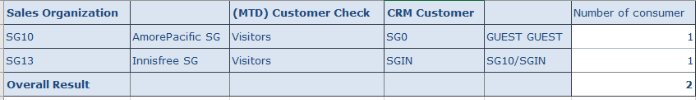 Sales Organization (MTD) Customer Check CRM Customer Number of consumer
SG10 AmorePacific SG Visitors SG0 GUEST GUEST 1
SG13 Innisfree SG Visitors SGIN SG10/SGIN 1
Overall Result 2